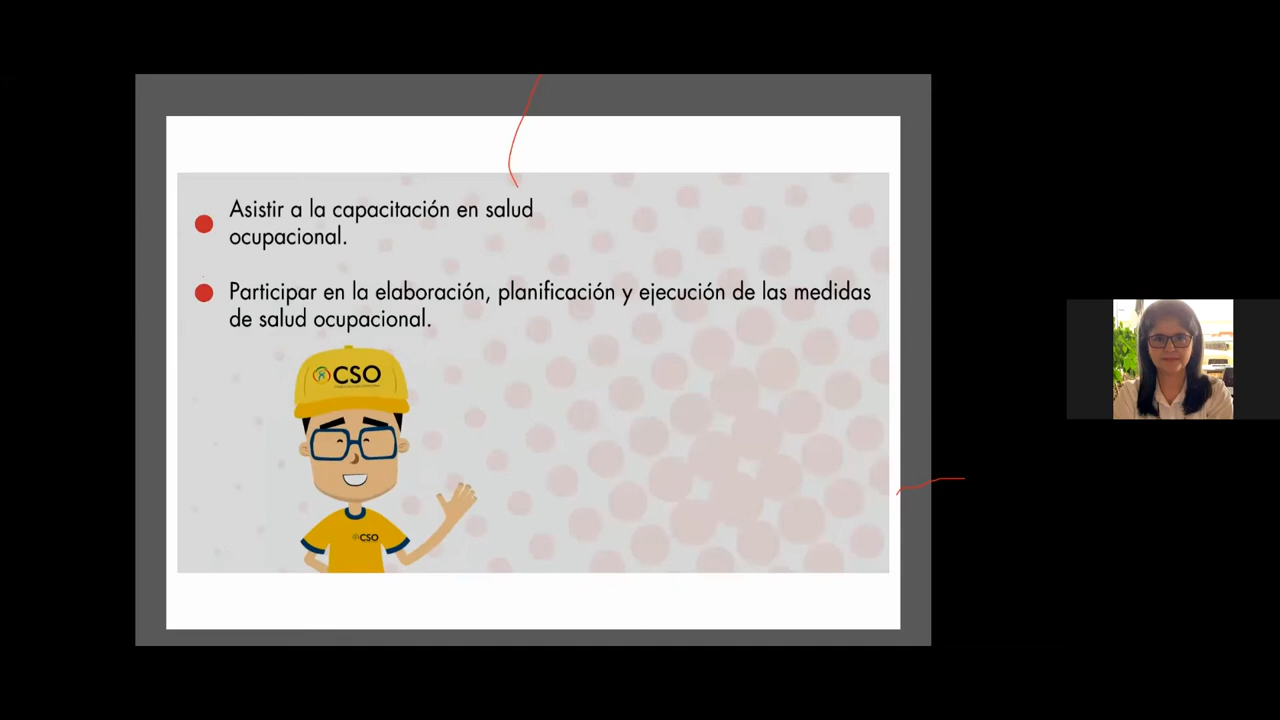 Asistir a la capacitación en salud
ocupacional.
Participar en la elaboración, planificación y ejecución de las medidas
de salud ocupacional.
CSO
CSO